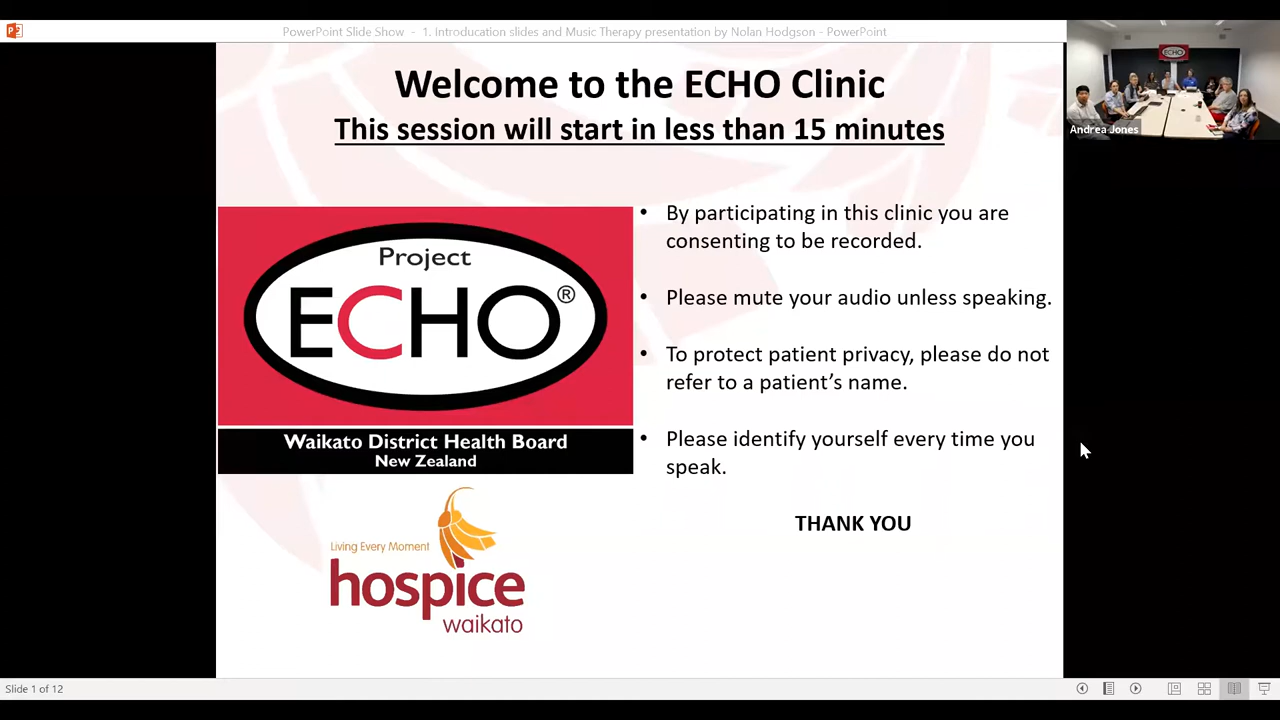 PowerPoint Slide Show - 1. Introducation slides and Music Therapy presentation by Nolan Hodgson - PowerPoint
Welcome to the ECHO Clinic
This session will start in less than 15 minutes
ECHO
Andrea Jones
Project
ECHO®
Waikato District Health Board
New Zealand
• By participating in this clinic you are
consenting to be recorded.
• Please mute your audio unless speaking.
• To protect patient privacy, please do not
refer to a patient’s name.
• Please identify yourself every time you
speak.
THANK YOU
Living Every Moment
hospice
waikato
Slide 1 of 12